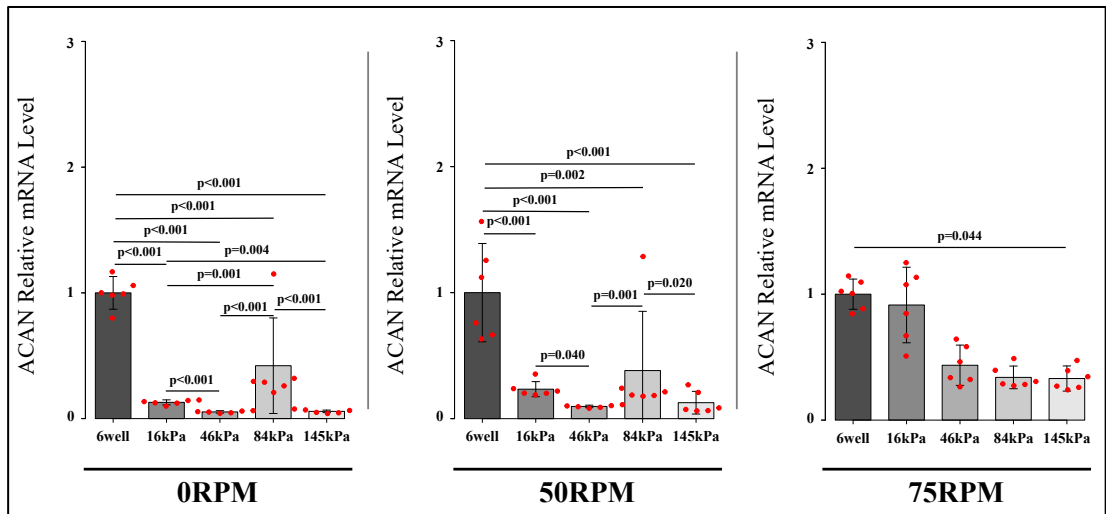 ACAN Relative mRNA Level
3
2
1
0
p<0.001
p<0.001
p<0.001
p<0.001
p=0.004
p=0.001
p<0.001
p<0.001
p<0.001
6well
16kPa
46kPa
84kPa
145kPa
0RPM
ACAN Relative mRNA Level
3
2
1
0
p<0.001
p=0.002
p<0.001
p<0.001
p=0.001
p=0.020
p=0.040
6well
16kPa
46kPa
84kPa
145kPa
50RPM
ACAN Relative mRNA Level
3
2
1
0
p=0.044
6well
16kPa
46kPa
84kPa
145kPa
75RPM